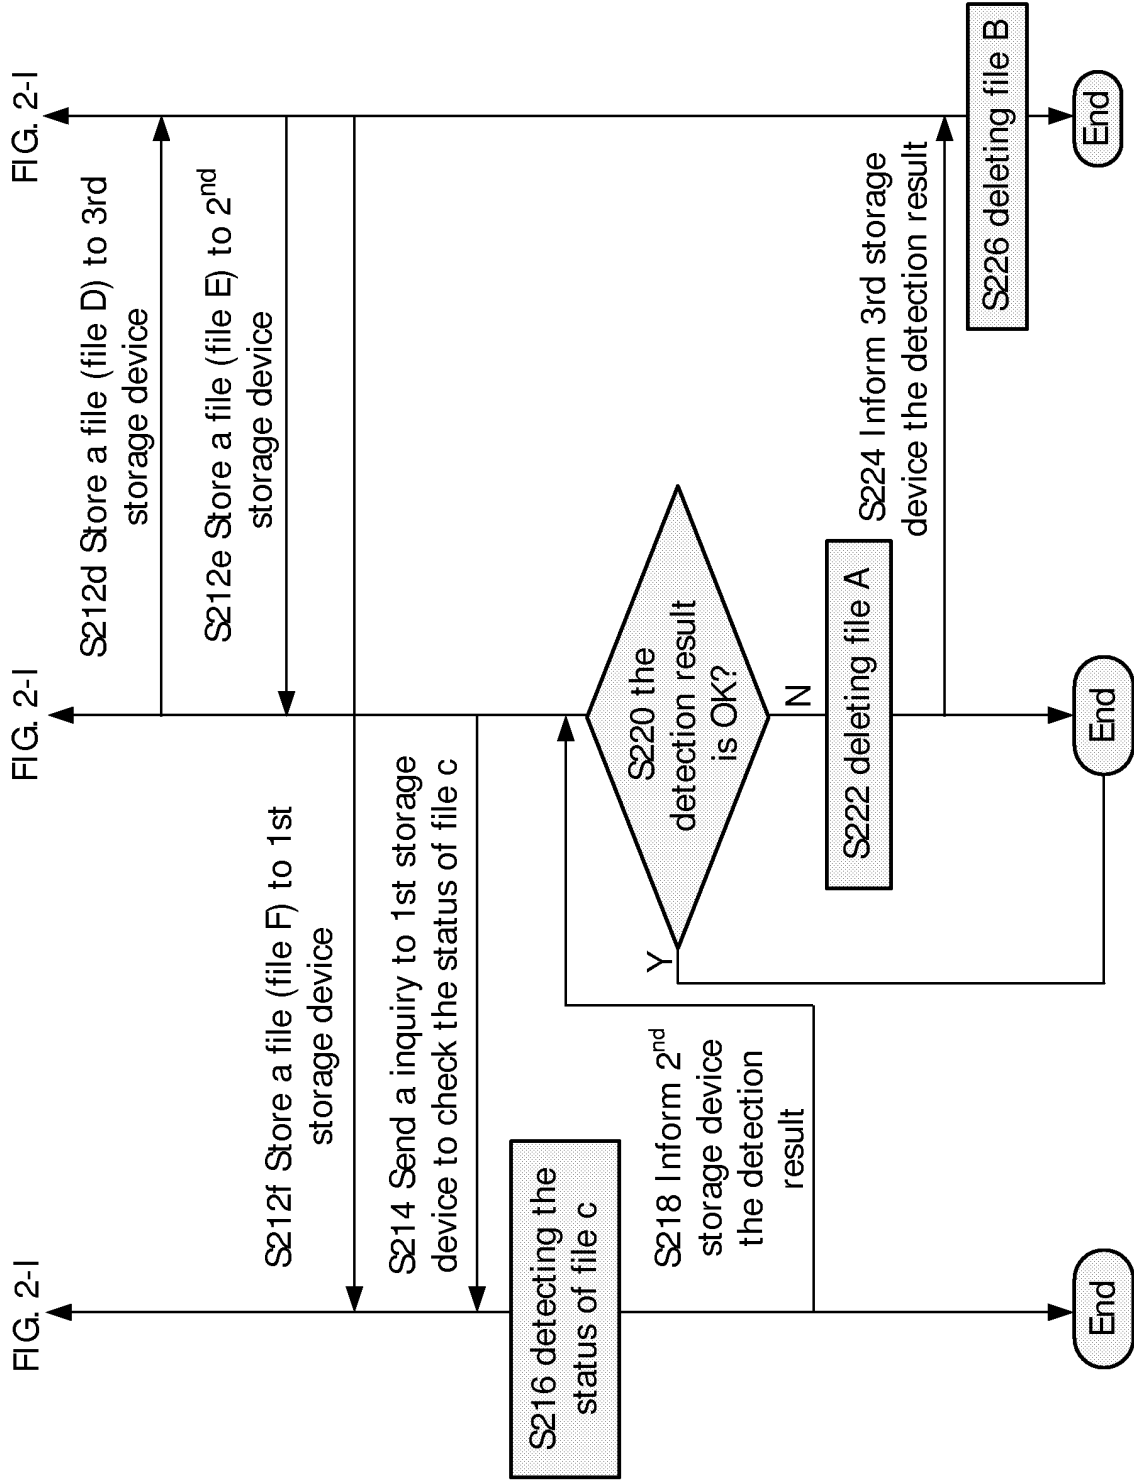 FIG. 2-I
FIG. 2-I
FIG. 2-I
S212d Store a file (file D) to 3rd
storage device
S212e Store a file (file E) to 2nd
storage device
S212f Store a file (file F) to 1st
storage device
S214 Send a inquiry to 1st storage
device to check the status of file c
S216 detecting the
status of file c
S218 Inform 2nd
storage device
the detection
result
S220 the
detection result
is OK?
Y
N
S222 deleting file A
S224 Inform 3rd storage
device the detection result
S226 deleting file B
End
End
End